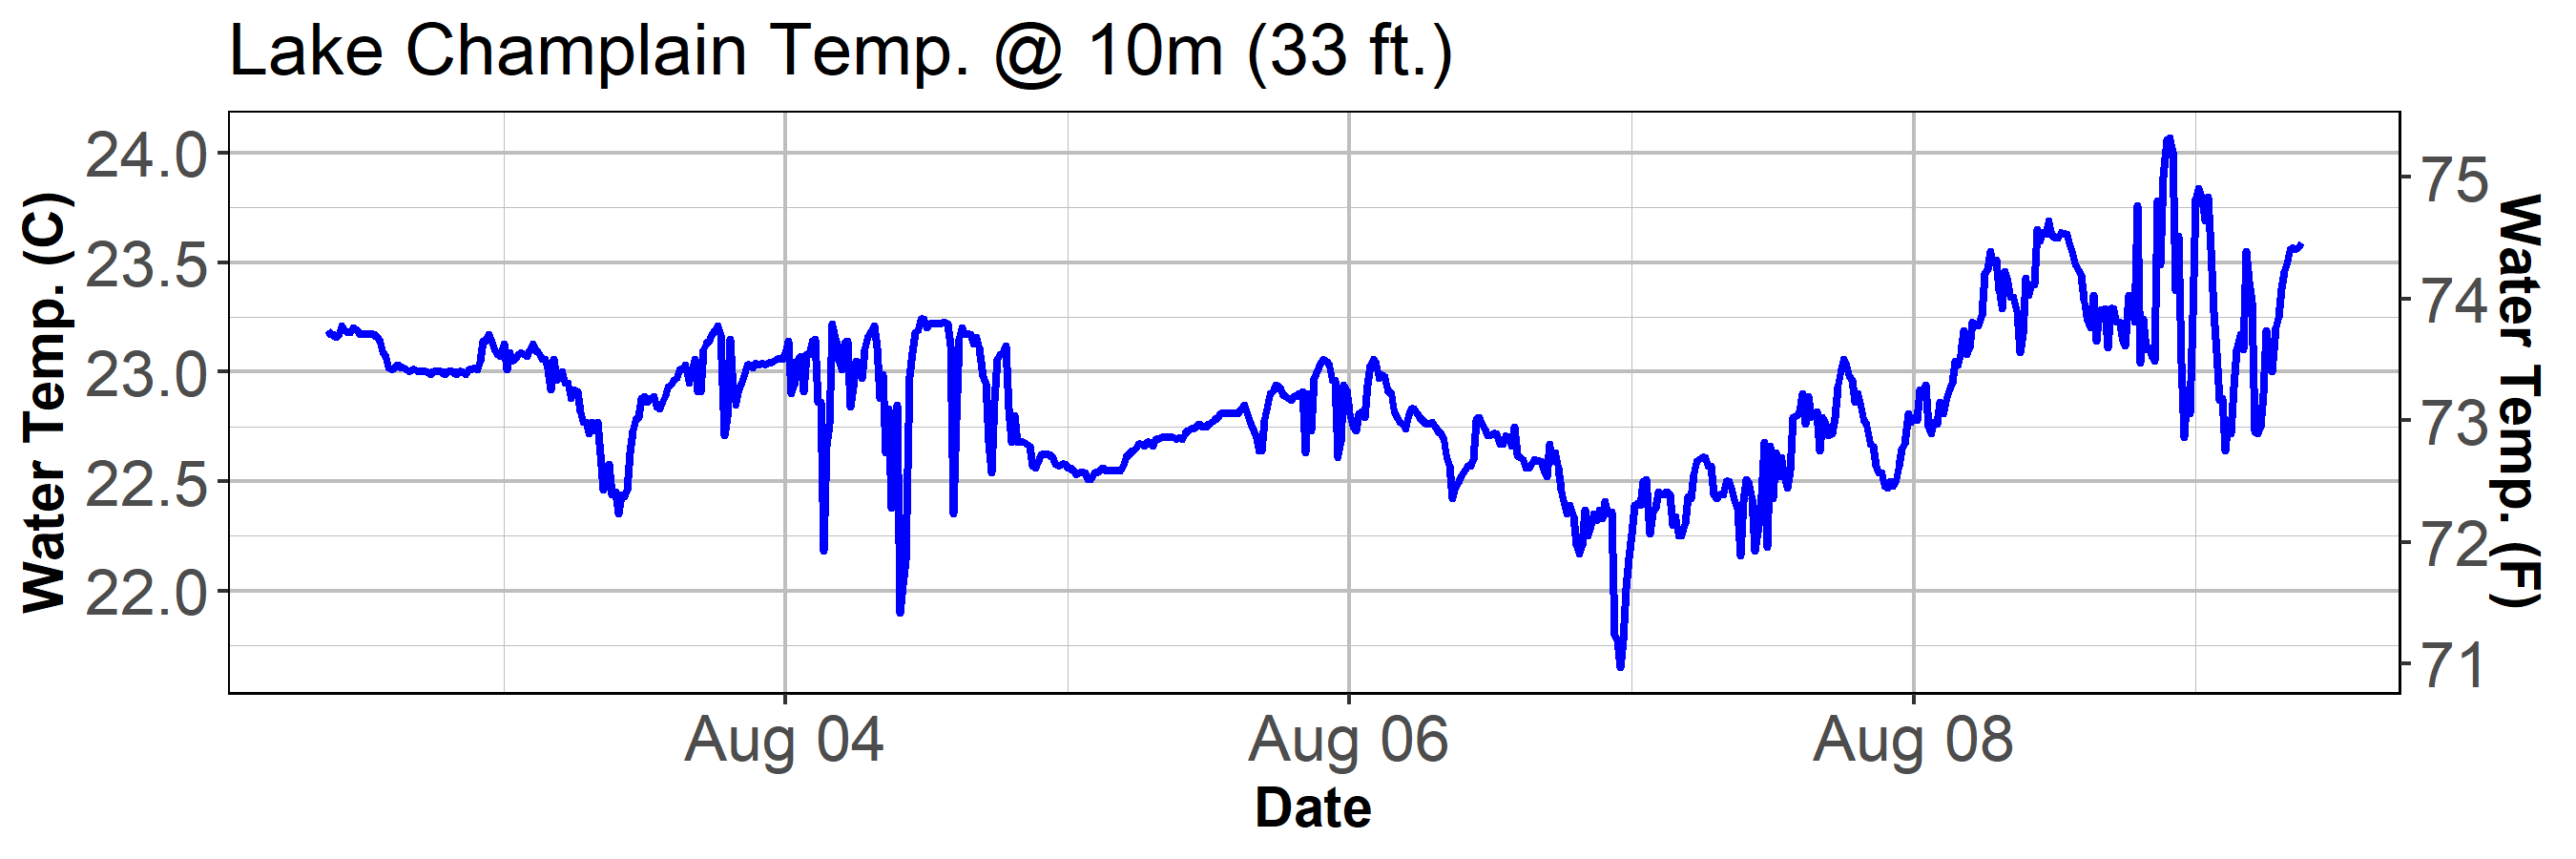 Lake Champlain Temp. @ 10m (33 ft.)
Water Temp. (C)
24.0
23.5
23.0
22.5
22.0
75
74
73
72
71
Water Temp. (F)
Aug 04
Aug 06
Aug 08
Date